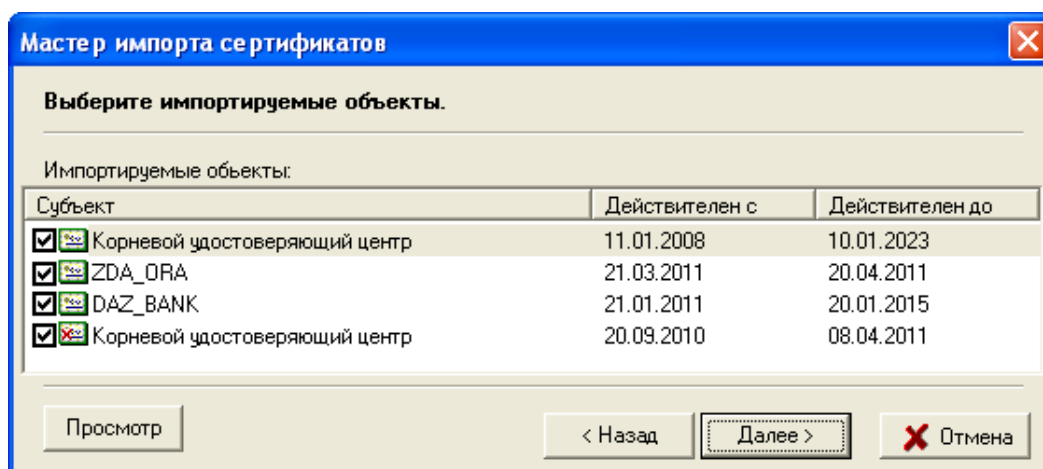 Мастер импорта сертификатов
Выберите импортируемые объекты.
Импортируемые обьекты:
Субъект Действителен с Действителен до
Корневой удостоверяющий центр 11.01.2008 10.01.2023
ZDA_ORA 21.03.2011 20.04.2011
DAZ_BANK 21.01.2011 20.01.2015
Корневой удостоверяющий центр 20.09.2010 08.04.2011
Просмотр < Назад Далее > Отмена